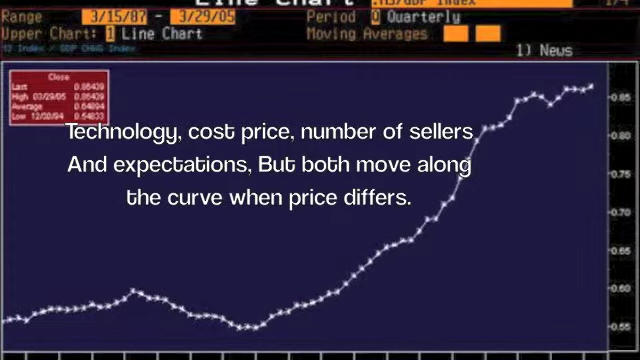 Line Chart
Range 3/15/87 - 3/29/05 Period Q Quarterly
Upper Chart: 1 Line Chart Moving Averages
1) News
Close
Last 0.86409
High 03/29/05 0.86409
Average 0.64894
Low 12/30/94 0.54833
Technology, cost price, number of sellers
And expectations, But both move along
the curve when price differs.
0.85
0.80
0.75
0.70
0.65
0.60
0.55